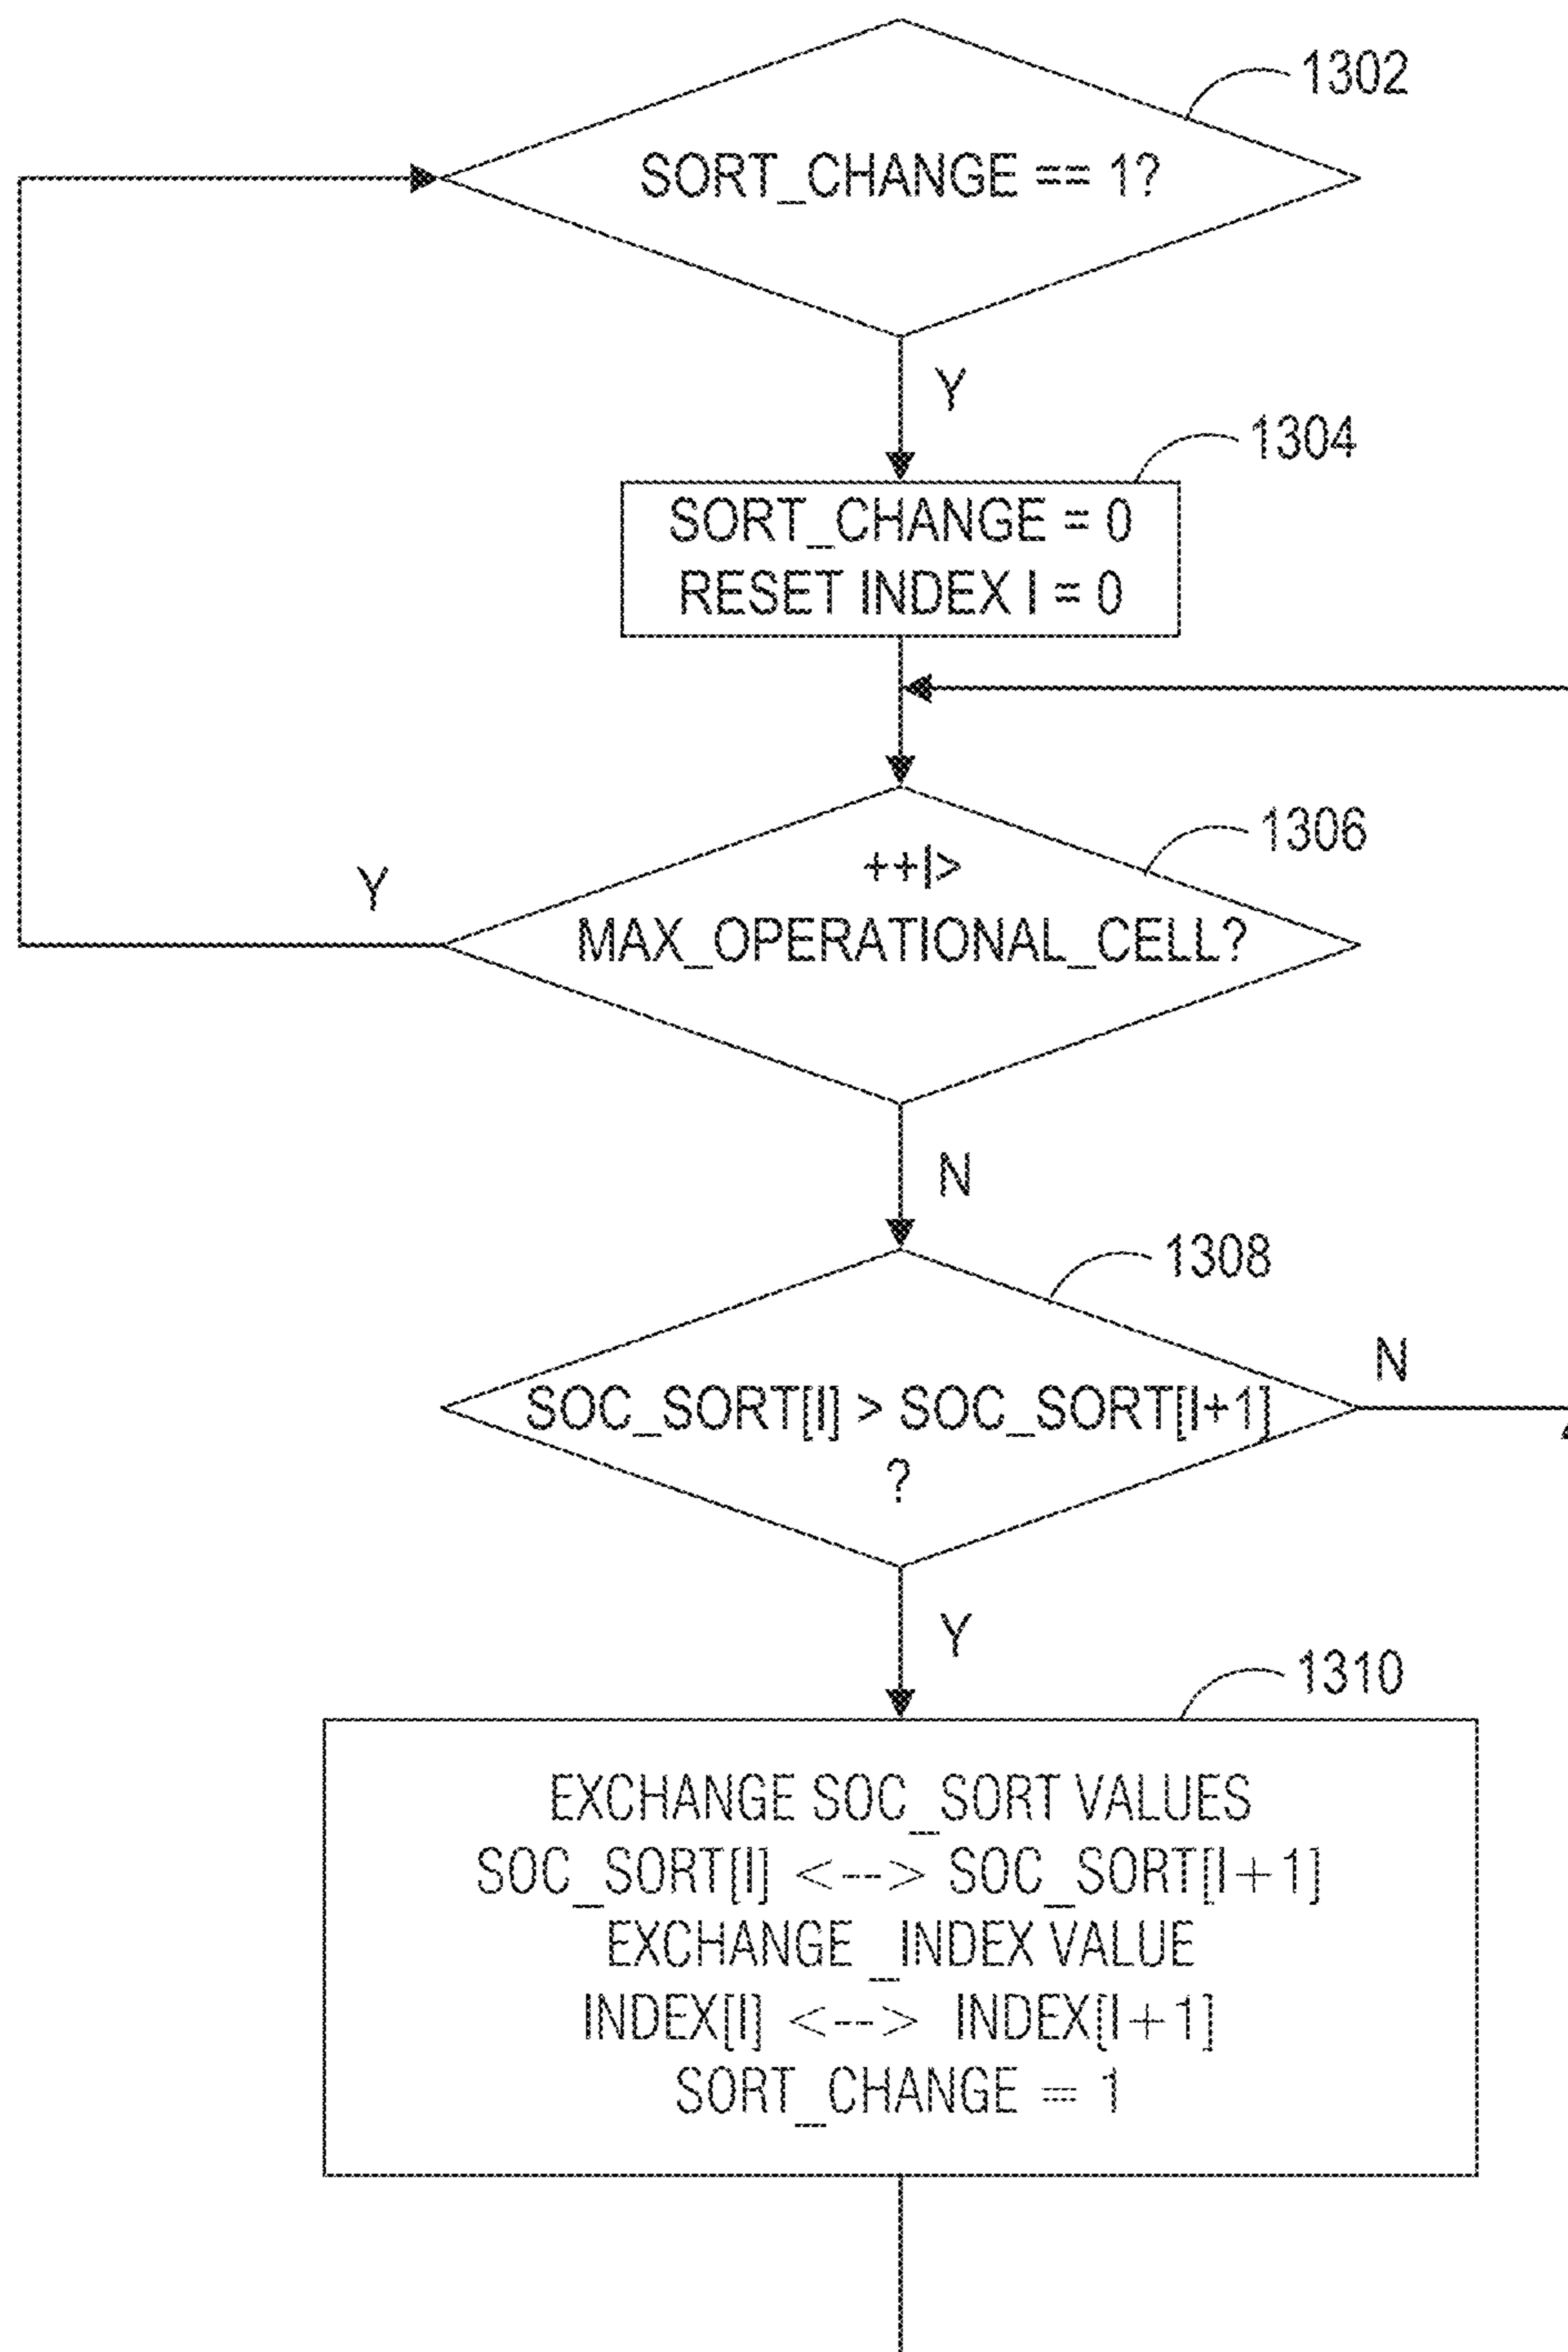 1302
SORT_CHANGE == 1?
Y
1304
SORT_CHANGE = 0
RESET INDEX I = 0
1306
++I>
MAX_OPERATIONAL_CELL?
Y
N
1308
SOC_SORT[I] > SOC_SORT[I+1]
?
N
Y
1310
EXCHANGE SOC_SORT VALUES
SOC_SORT[I] <--> SOC_SORT[I+1]
EXCHANGE _INDEX VALUE
INDEX[I] <--> INDEX[I+1]
SORT_CHANGE = 1